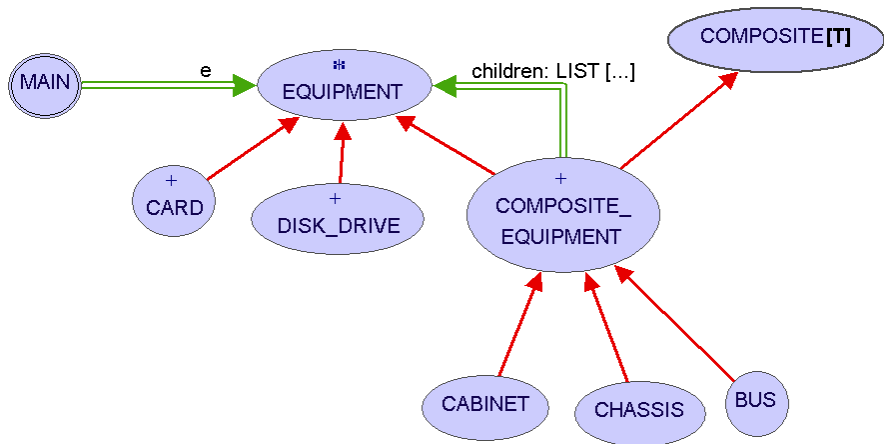 COMPOSITE[T]
MAIN
e
*
EQUIPMENT
children: LIST [...]
+
CARD
+
DISK_DRIVE
+
COMPOSITE_
EQUIPMENT
CABINET
CHASSIS
BUS